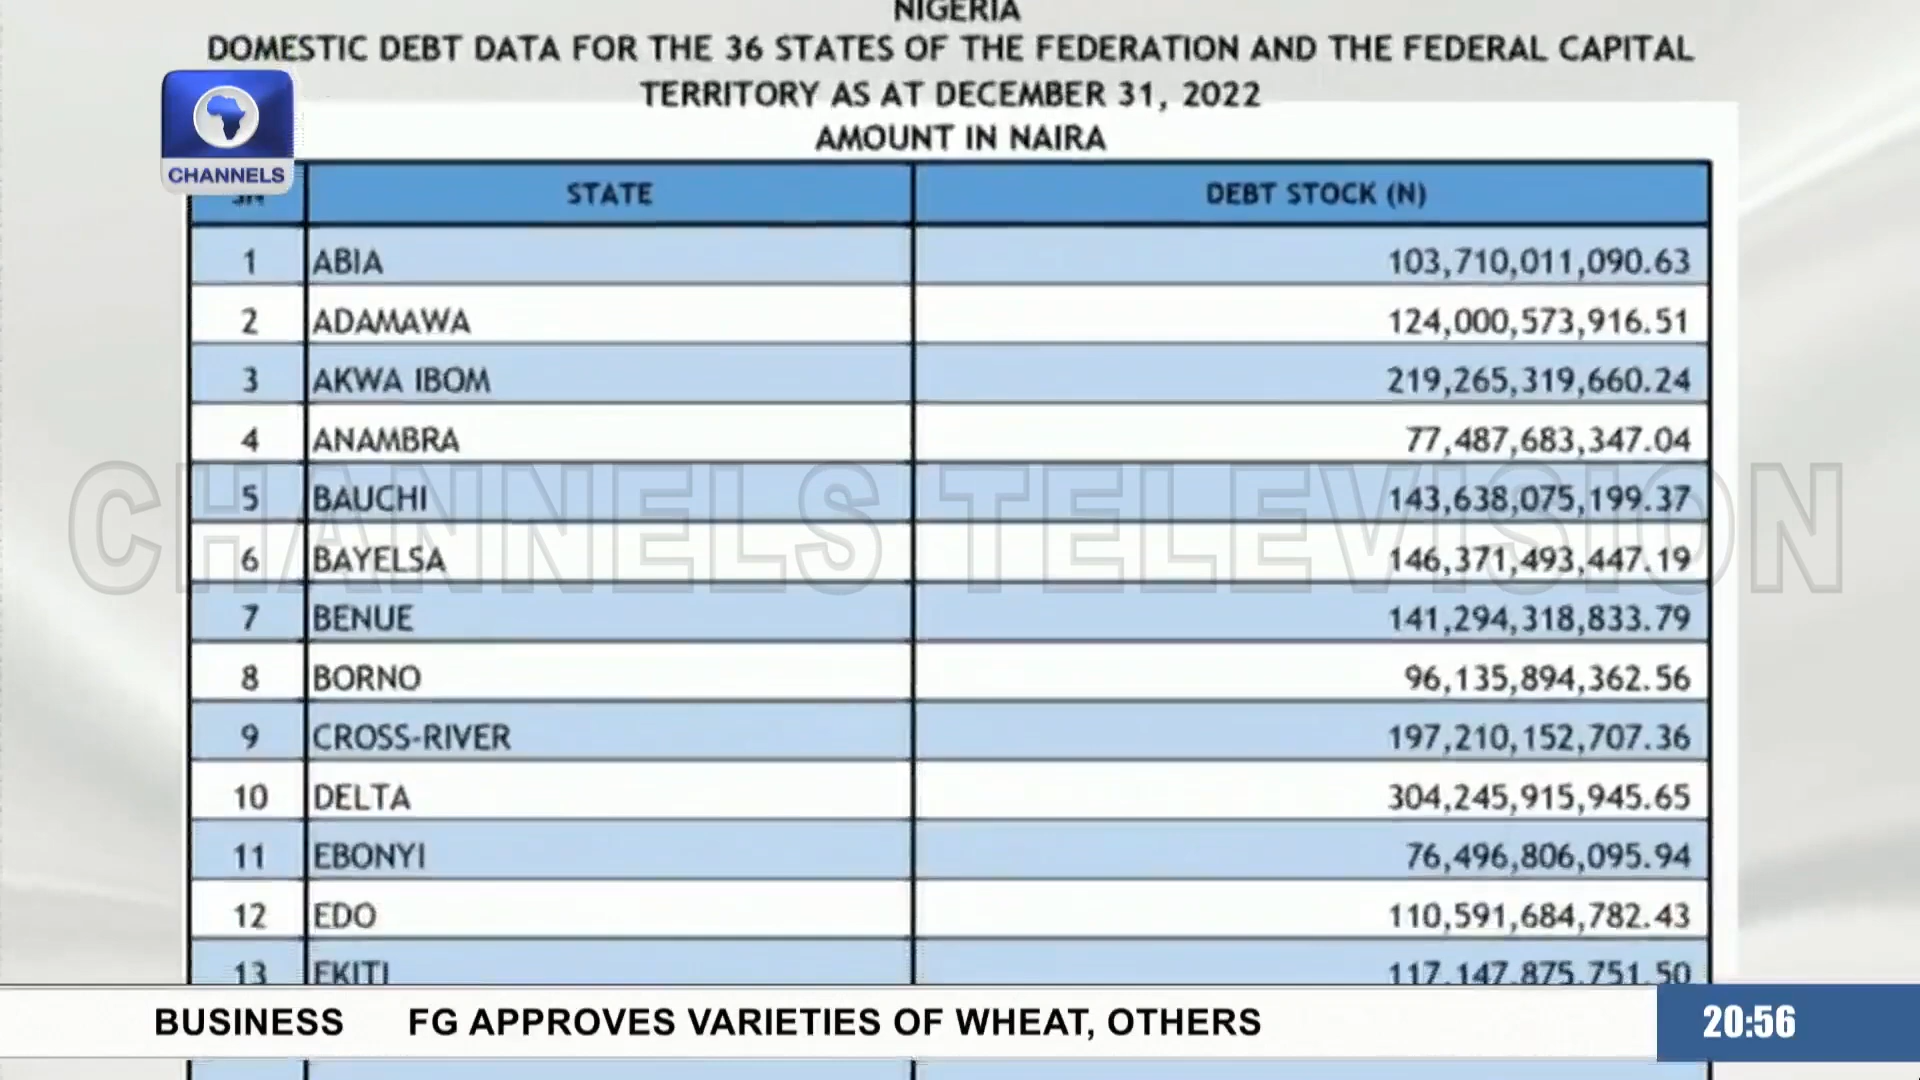 NIGERIA
DOMESTIC DEBT DATA FOR THE 36 STATES OF THE FEDERATION AND THE FEDERAL CAPITAL
TERRITORY AS AT DECEMBER 31, 2022
AMOUNT IN NAIRA
CHANNELS
SN STATE DEBT STOCK (N)
1 ABIA 103,710,011,090.63
2 ADAMAWA 124,000,573,916.51
3 AKWA IBOM 219,265,319,660.24
4 ANAMBRA 77,487,683,347.04
5 BAUCHI 143,638,075,199.37
CHANNELS TELEVISION
6 BAYELSA 146,371,493,447.19
7 BENUE 141,294,318,833.79
8 BORNO 96,135,894,362.56
9 CROSS-RIVER 197,210,152,707.36
10 DELTA 304,245,915,945.65
11 EBONYI 76,496,806,095.94
12 EDO 110,591,684,782.43
13 EKITI 117,147,875,751.50
BUSINESS FG APPROVES VARIETIES OF WHEAT, OTHERS
20:56